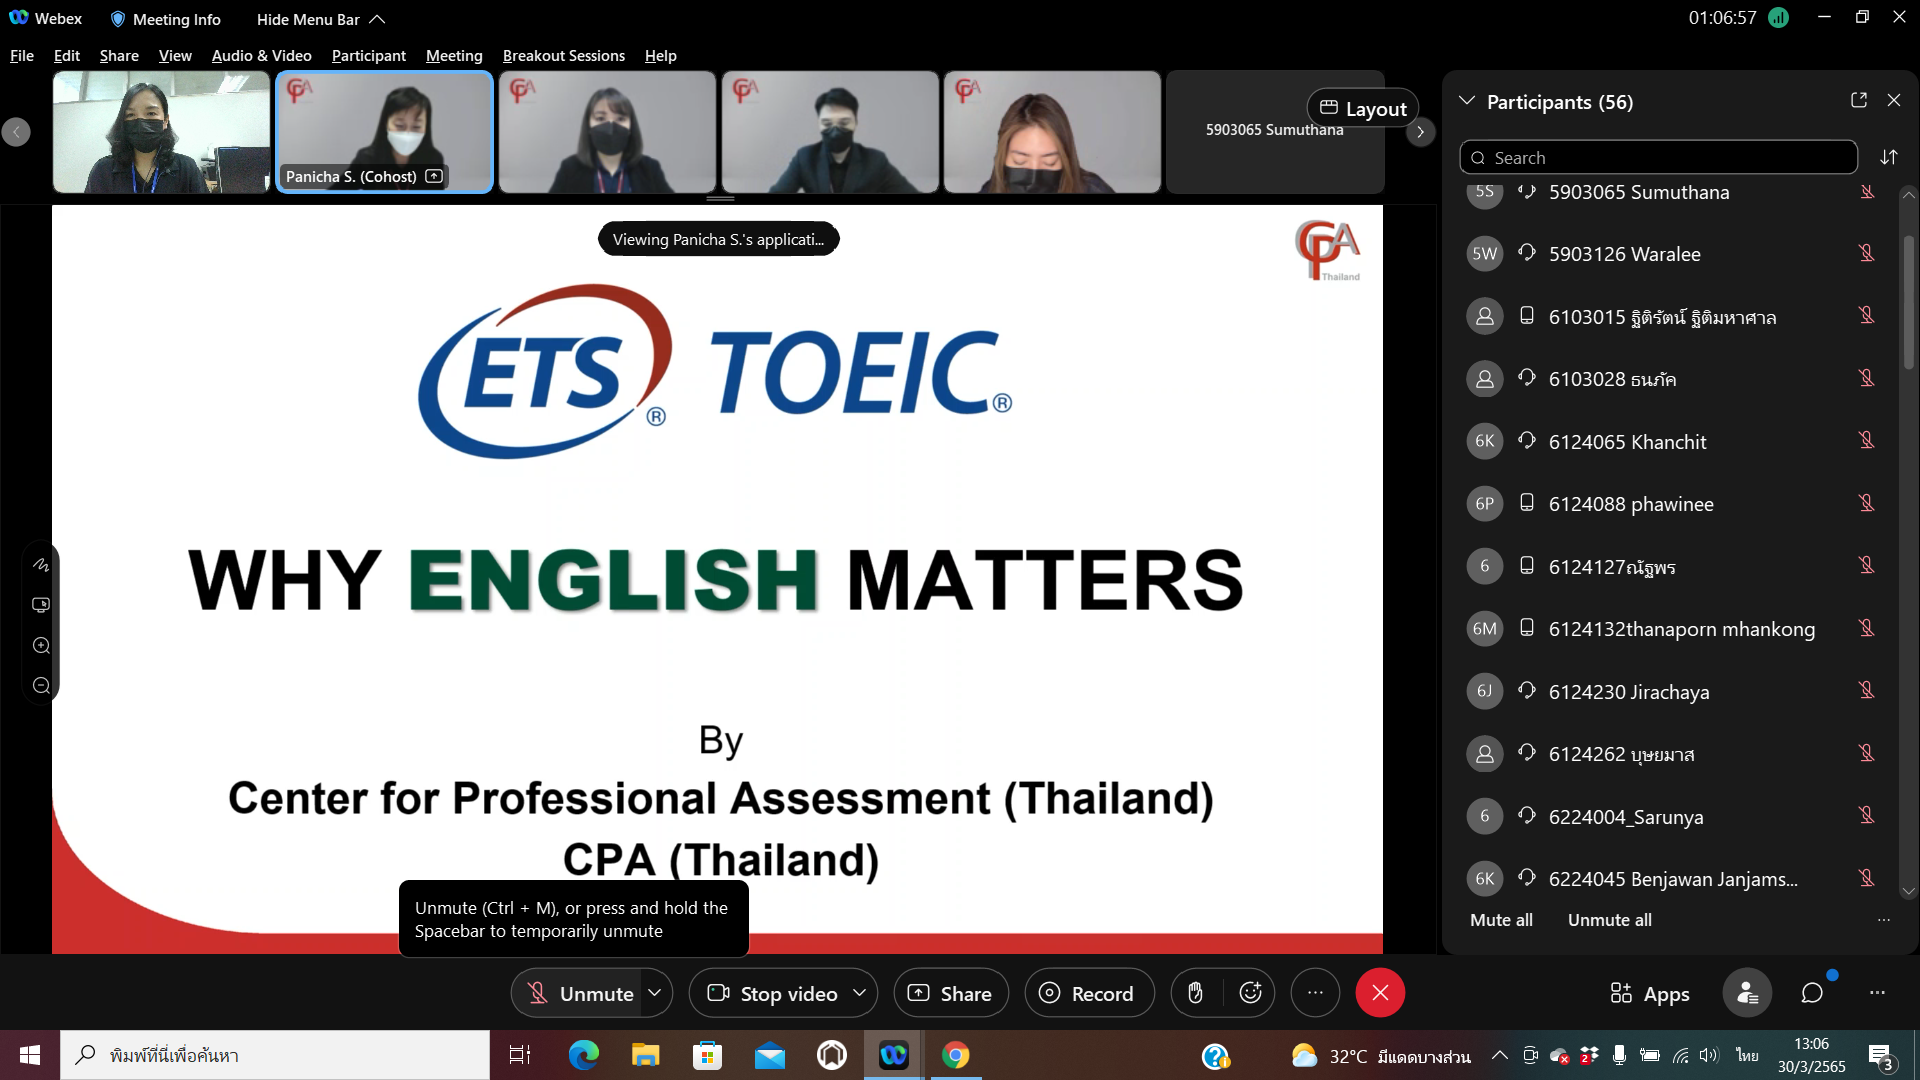 Webex
Meeting Info
Hide Menu Bar
01:06:57
File Edit Share View Audio & Video Participant Meeting Breakout Sessions Help
CPA
Panicha S. (Cohost)
CPA
CPA
CPA
5903065 Sumuthana
Layout
Viewing Panicha S.'s applicati...
CPA
Thailand
ETS® TOEIC®
WHY ENGLISH MATTERS
By
Center for Professional Assessment (Thailand)
CPA (Thailand)
Unmute (Ctrl + M), or press and hold the
Spacebar to temporarily unmute
Participants (56)
Search
5S 5903065 Sumuthana
5W 5903126 Waralee
6103015 ฐิติรัตน์ ฐิติมหาศาล
6103028 ธนภัค
6K 6124065 Khanchit
6P 6124088 phawinee
6 6124127ณัฐพร
6M 6124132thanaporn mhankong
6J 6124230 Jirachaya
6124262 บุษยมาส
6 6224004_Sarunya
6K 6224045 Benjawan Janjams...
Mute all Unmute all
Unmute
Stop video
Share
Record
Apps
พิมพ์ที่นี่เพื่อค้นหา
32°C มีแดดบางส่วน
2
ไทย
13:06
30/3/2565
3